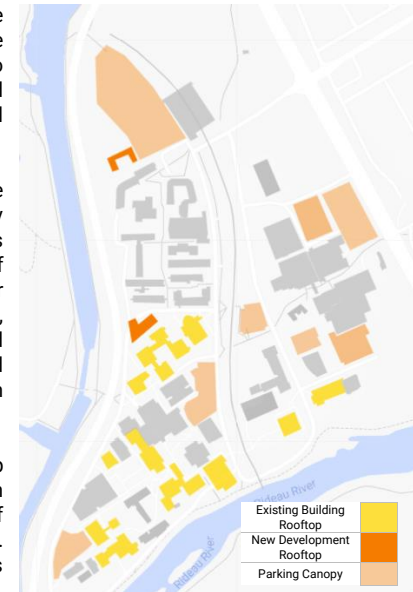 Rideau River
Rideau River
Existing Building
Rooftop
New Development
Rooftop
Parking Canopy